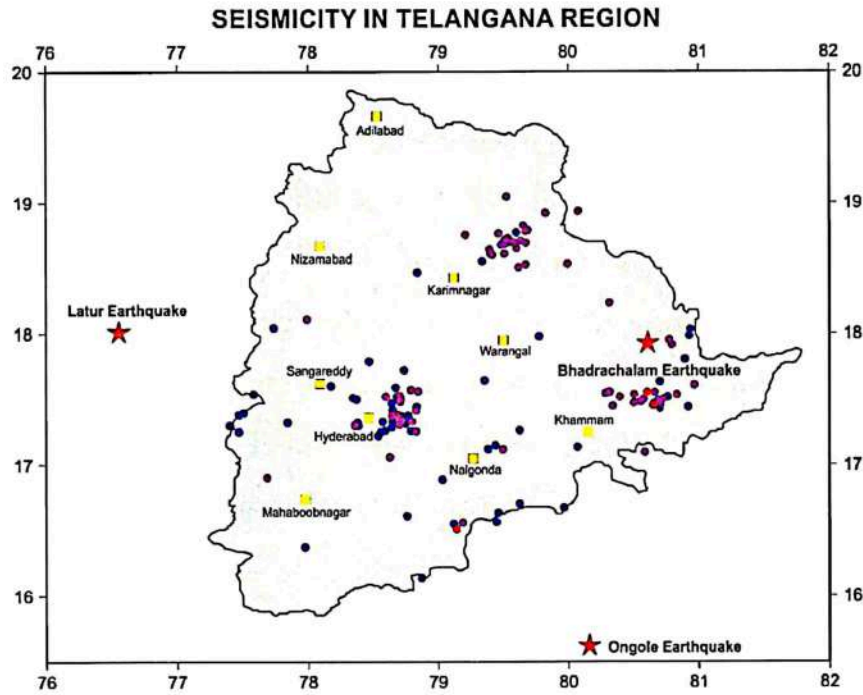 SEISMICITY IN TELANGANA REGION
76 77 78 79 80 81 82
20 20
Adilabad
19 19
Nizamabad
Karimnagar
Latur Earthquake
18 18
Warangal
Sangareddy
Bhadrachalam Earthquake
Khammam
Hyderabad
17 17
Nalgonda
Mahaboobnagar
16 16
Ongole Earthquake
76 77 78 79 80 81 82